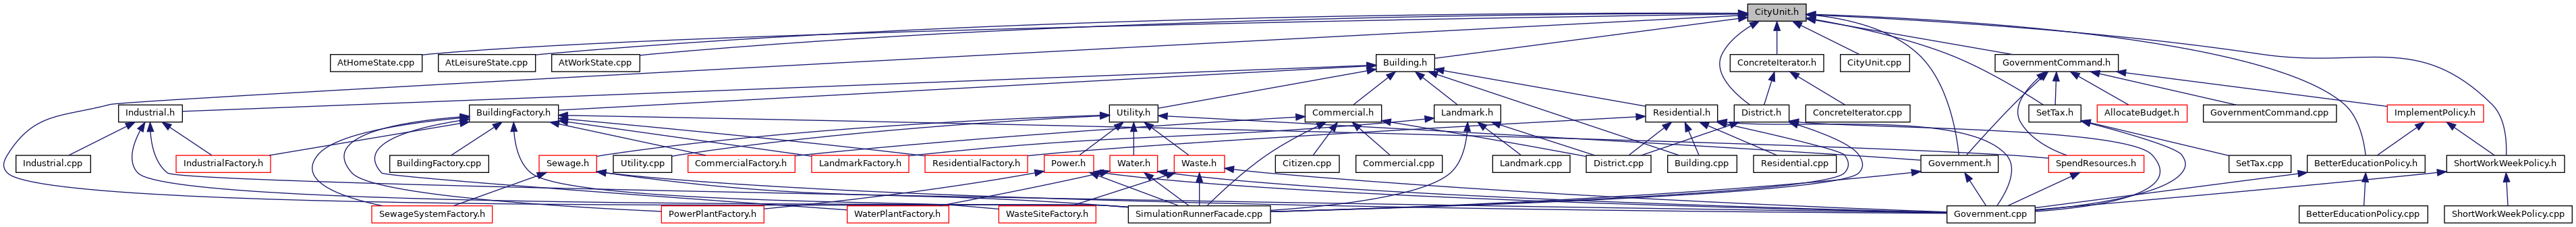 CityUnit.h
AtHomeState.cpp
AtLeisureState.cpp
AtWorkState.cpp
Building.h
ConcreteIterator.h
CityUnit.cpp
GovernmentCommand.h
Industrial.h
BuildingFactory.h
Utility.h
Commercial.h
Landmark.h
Residential.h
District.h
ConcreteIterator.cpp
SetTax.h
AllocateBudget.h
GovernmentCommand.cpp
ImplementPolicy.h
Industrial.cpp
IndustrialFactory.h
BuildingFactory.cpp
Sewage.h
Utility.cpp
CommercialFactory.h
LandmarkFactory.h
ResidentialFactory.h
Power.h
Water.h
Waste.h
Citizen.cpp
Commercial.cpp
Landmark.cpp
District.cpp
Building.cpp
Residential.cpp
Government.h
SpendResources.h
SetTax.cpp
BetterEducationPolicy.h
ShortWorkWeekPolicy.h
SewageSystemFactory.h
PowerPlantFactory.h
WaterPlantFactory.h
WasteSiteFactory.h
SimulationRunnerFacade.cpp
Government.cpp
BetterEducationPolicy.cpp
ShortWorkWeekPolicy.cpp